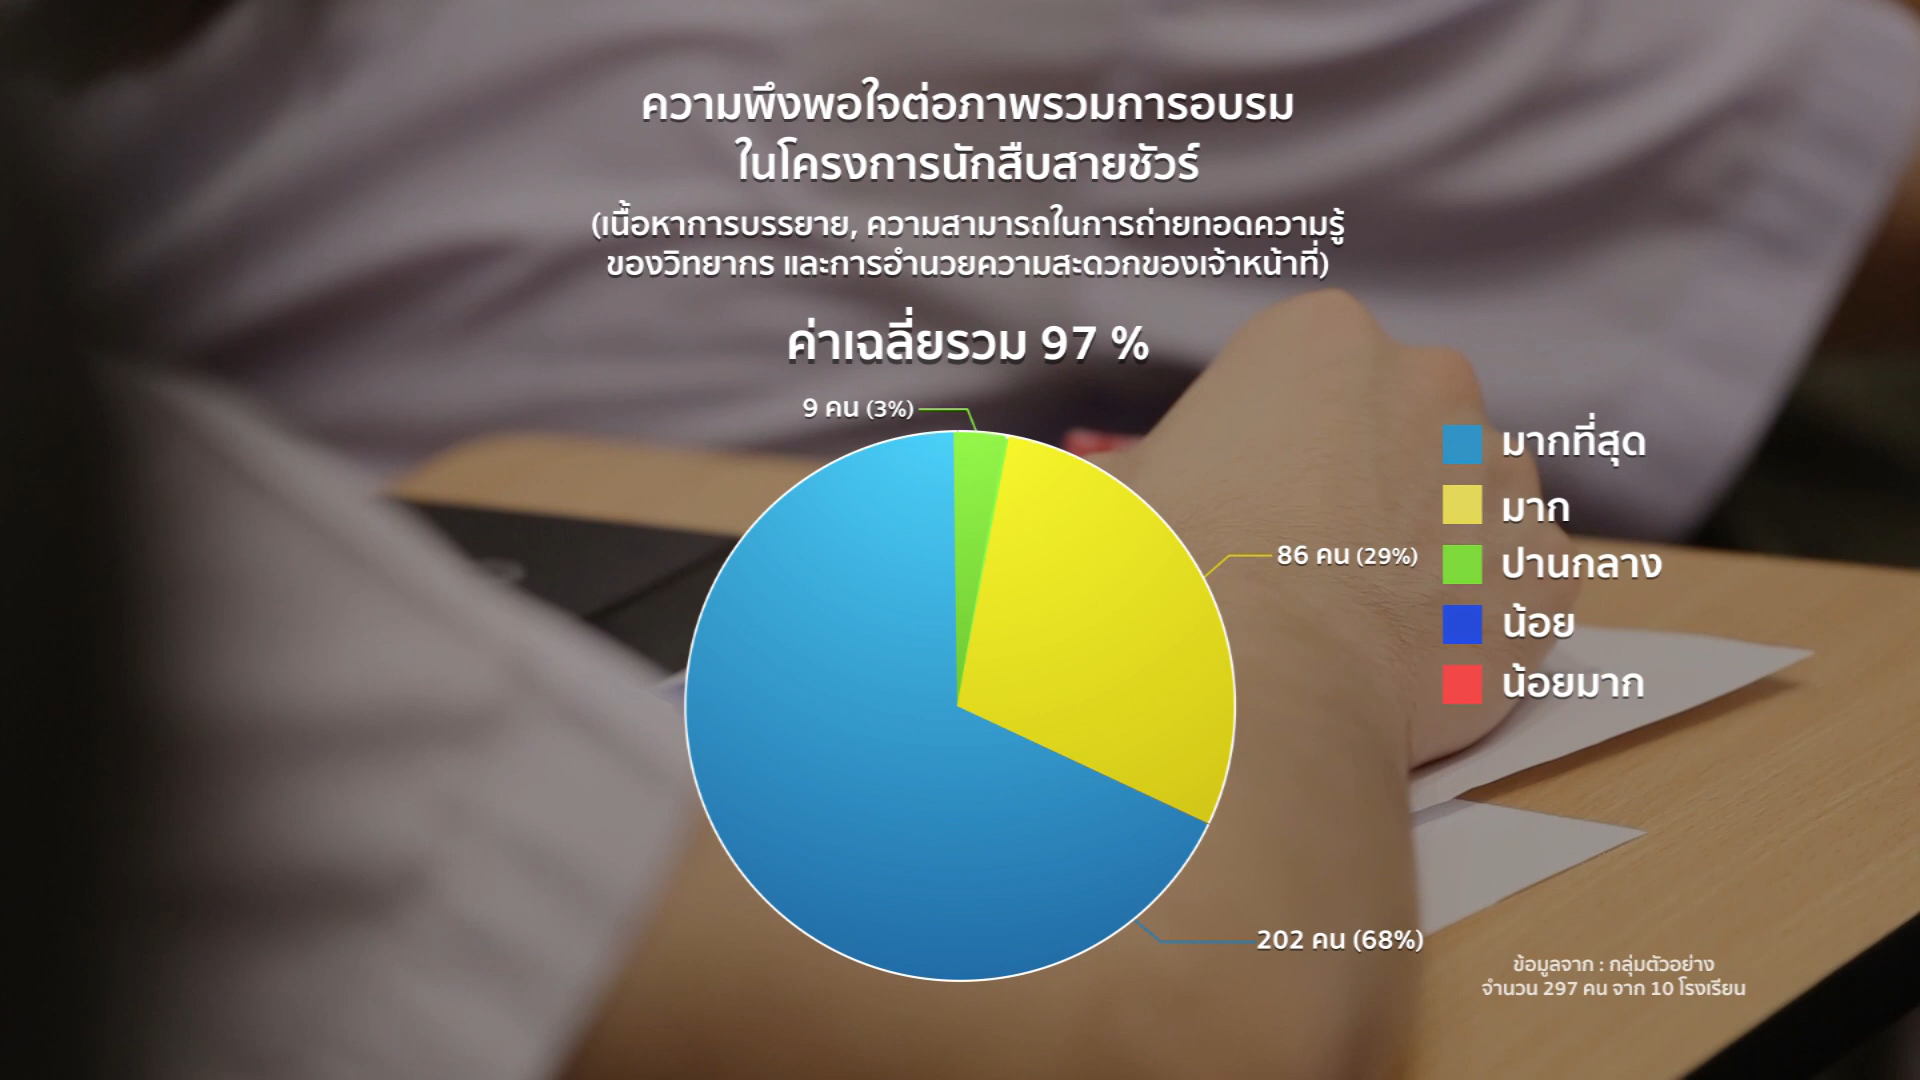 ความพึงพอใจต่อภาพรวมการอบรม
ในโครงการนักสืบสายชัวร์
(เนื้อหาการบรรยาย, ความสามารถในการถ่ายทอดความรู้
ของวิทยากร และการอำนวยความสะดวกของเจ้าหน้าที่)
ค่าเฉลี่ยรวม 97 %
9 คน (3%)
86 คน (29%)
202 คน (68%)
มากที่สุด
มาก
ปานกลาง
น้อย
น้อยมาก
ข้อมูลจาก : กลุ่มตัวอย่าง
จำนวน 297 คน จาก 10 โรงเรียน